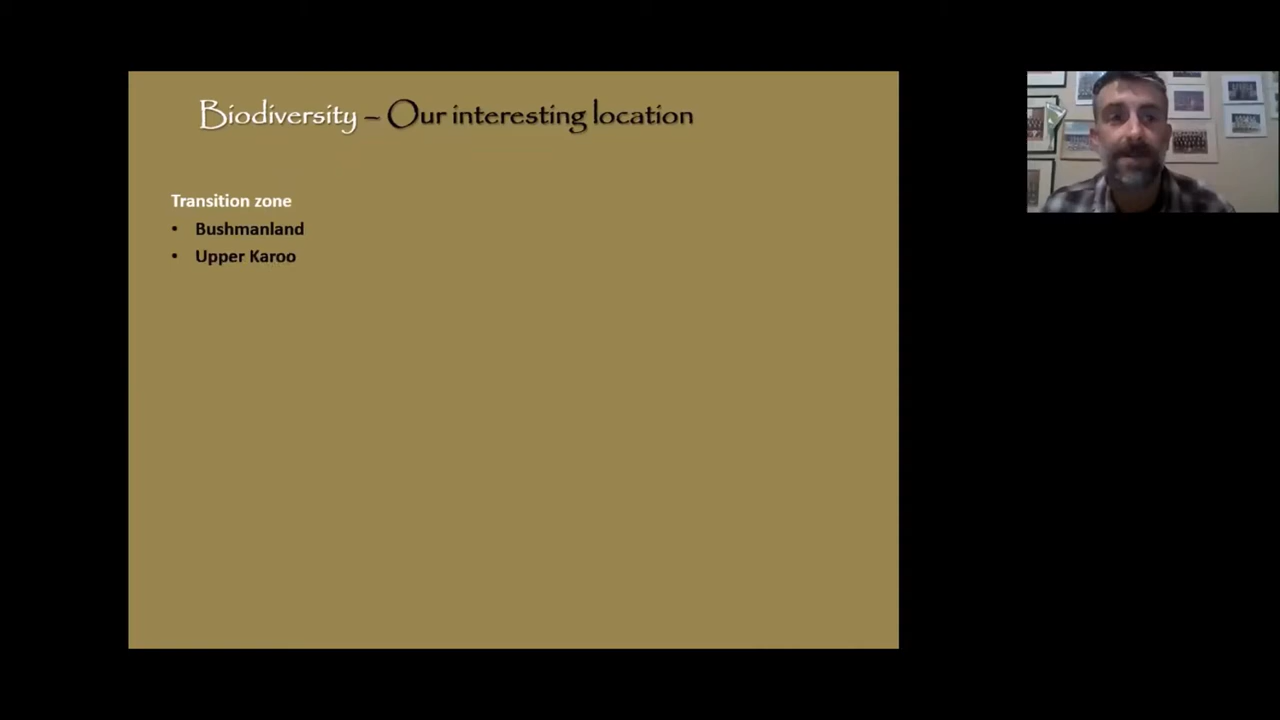 Biodiversity – Our interesting location
Transition zone
• Bushmanland
• Upper Karoo